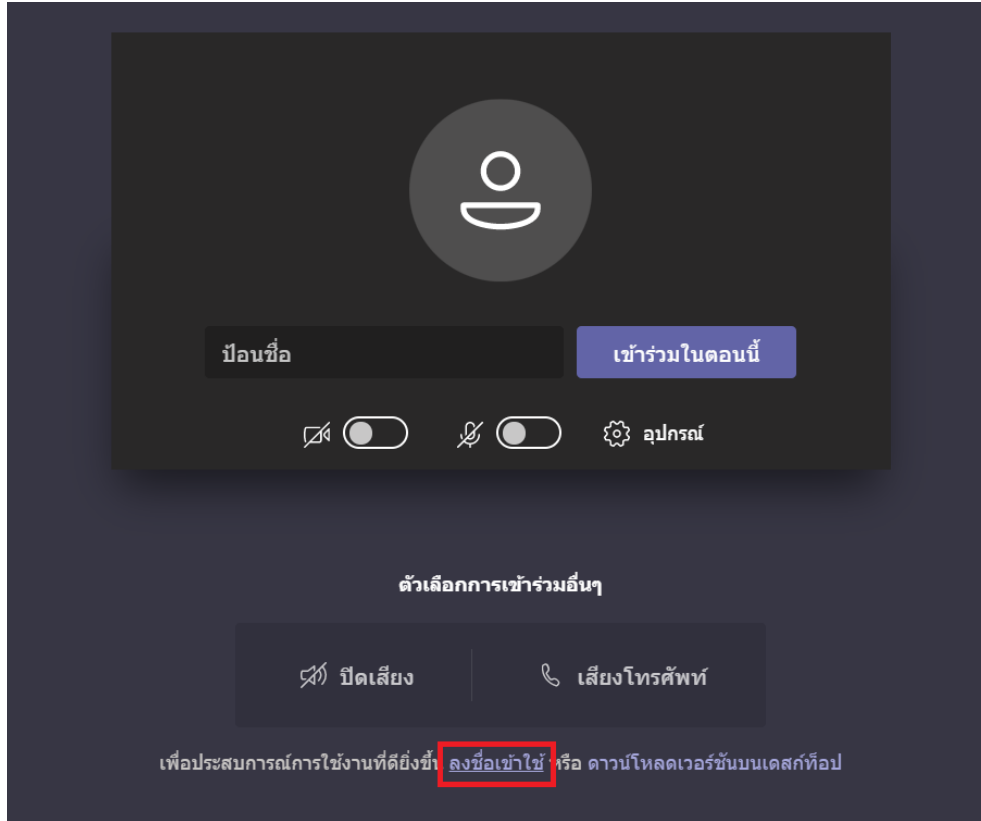 ป้อนชื่อ
เข้าร่วมในตอนนี้
อุปกรณ์
ตัวเลือกการเข้าร่วมอื่นๆ
ปิดเสียง
เสียงโทรศัพท์
เพื่อประสบการณ์การใช้งานที่ดียิ่งขึ้น ลงชื่อเข้าใช้ หรือ ดาวน์โหลดเวอร์ชันบนเดสก์ท็อป